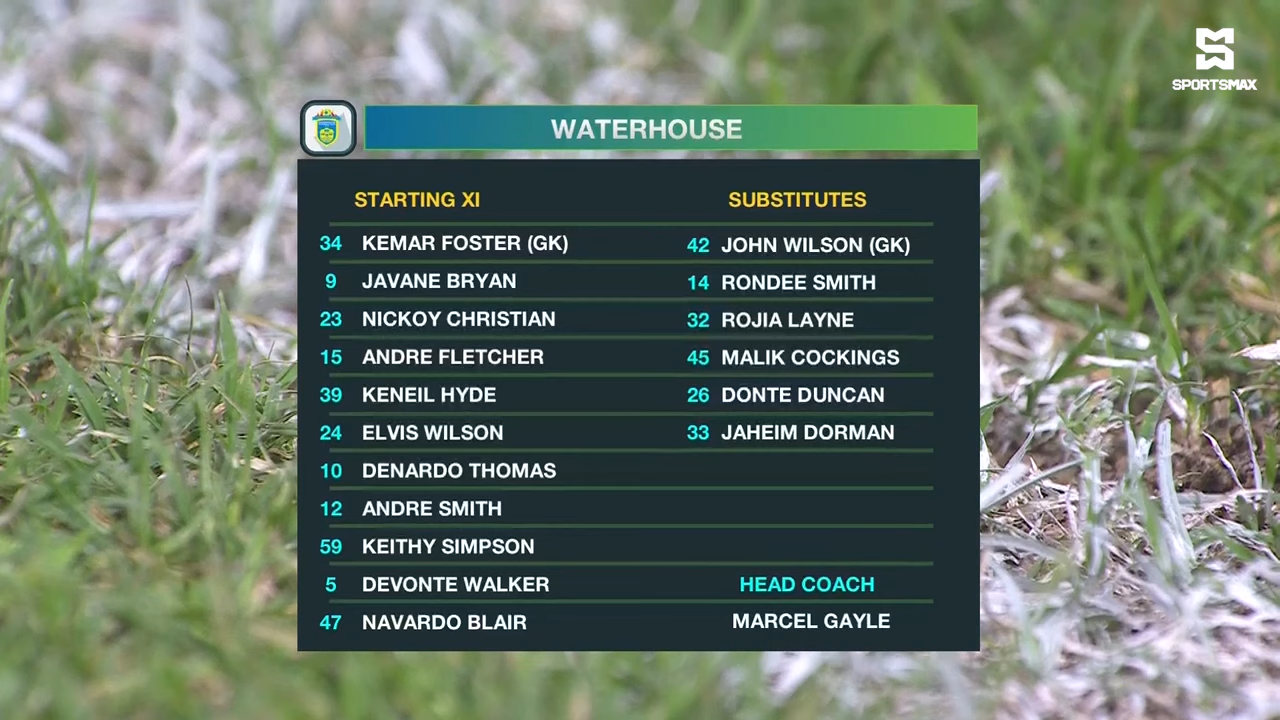 SPORTSMAX
WATERHOUSE
STARTING XI
34 KEMAR FOSTER (GK)
9 JAVANE BRYAN
23 NICKOY CHRISTIAN
15 ANDRE FLETCHER
39 KENEIL HYDE
24 ELVIS WILSON
10 DENARDO THOMAS
12 ANDRE SMITH
59 KEITHY SIMPSON
5 DEVONTE WALKER
47 NAVARDO BLAIR
SUBSTITUTES
42 JOHN WILSON (GK)
14 RONDEE SMITH
32 ROJIA LAYNE
45 MALIK COCKINGS
26 DONTE DUNCAN
33 JAHEIM DORMAN
HEAD COACH
MARCEL GAYLE